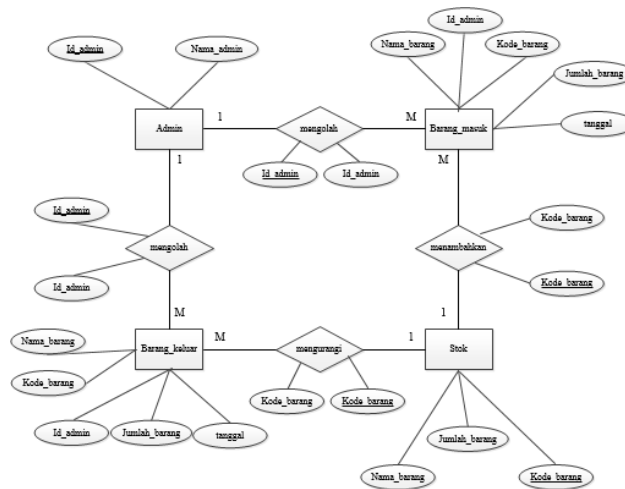 Id_admin
Nama_admin
Id_admin
Nama_barang
Kode_barang
Jumlah_barang
tanggal
Admin
1
mengolah
M
Barang_masuk
Id_admin
Id_admin
1
M
Id_admin
mengolah
Id_admin
Kode_barang
menambahkan
Kode_barang
M
1
Nama_barang
Barang_keluar
M
mengurangi
1
Stok
Kode_barang
Kode_barang
Kode_barang
Id_admin
Jumlah_barang
tanggal
Jumlah_barang
Nama_barang
Kode_barang